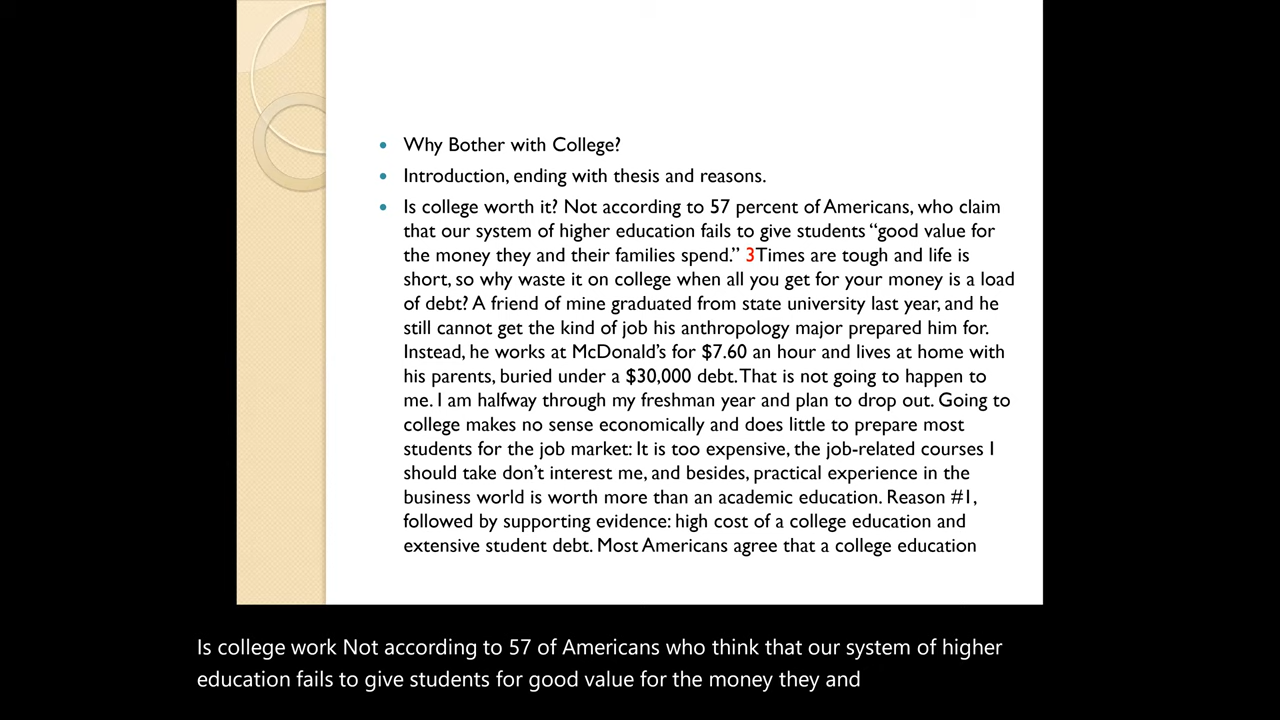 Why Bother with College?
Introduction, ending with thesis and reasons.
Is college worth it? Not according to 57 percent of Americans, who claim
that our system of higher education fails to give students “good value for
the money they and their families spend.” 3Times are tough and life is
short, so why waste it on college when all you get for your money is a load
of debt? A friend of mine graduated from state university last year, and he
still cannot get the kind of job his anthropology major prepared him for.
Instead, he works at McDonald’s for $7.60 an hour and lives at home with
his parents, buried under a $30,000 debt. That is not going to happen to
me. I am halfway through my freshman year and plan to drop out. Going to
college makes no sense economically and does little to prepare most
students for the job market: It is too expensive, the job-related courses I
should take don’t interest me, and besides, practical experience in the
business world is worth more than an academic education. Reason #1,
followed by supporting evidence: high cost of a college education and
extensive student debt. Most Americans agree that a college education
Is college work Not according to 57 of Americans who think that our system of higher
education fails to give students for good value for the money they and